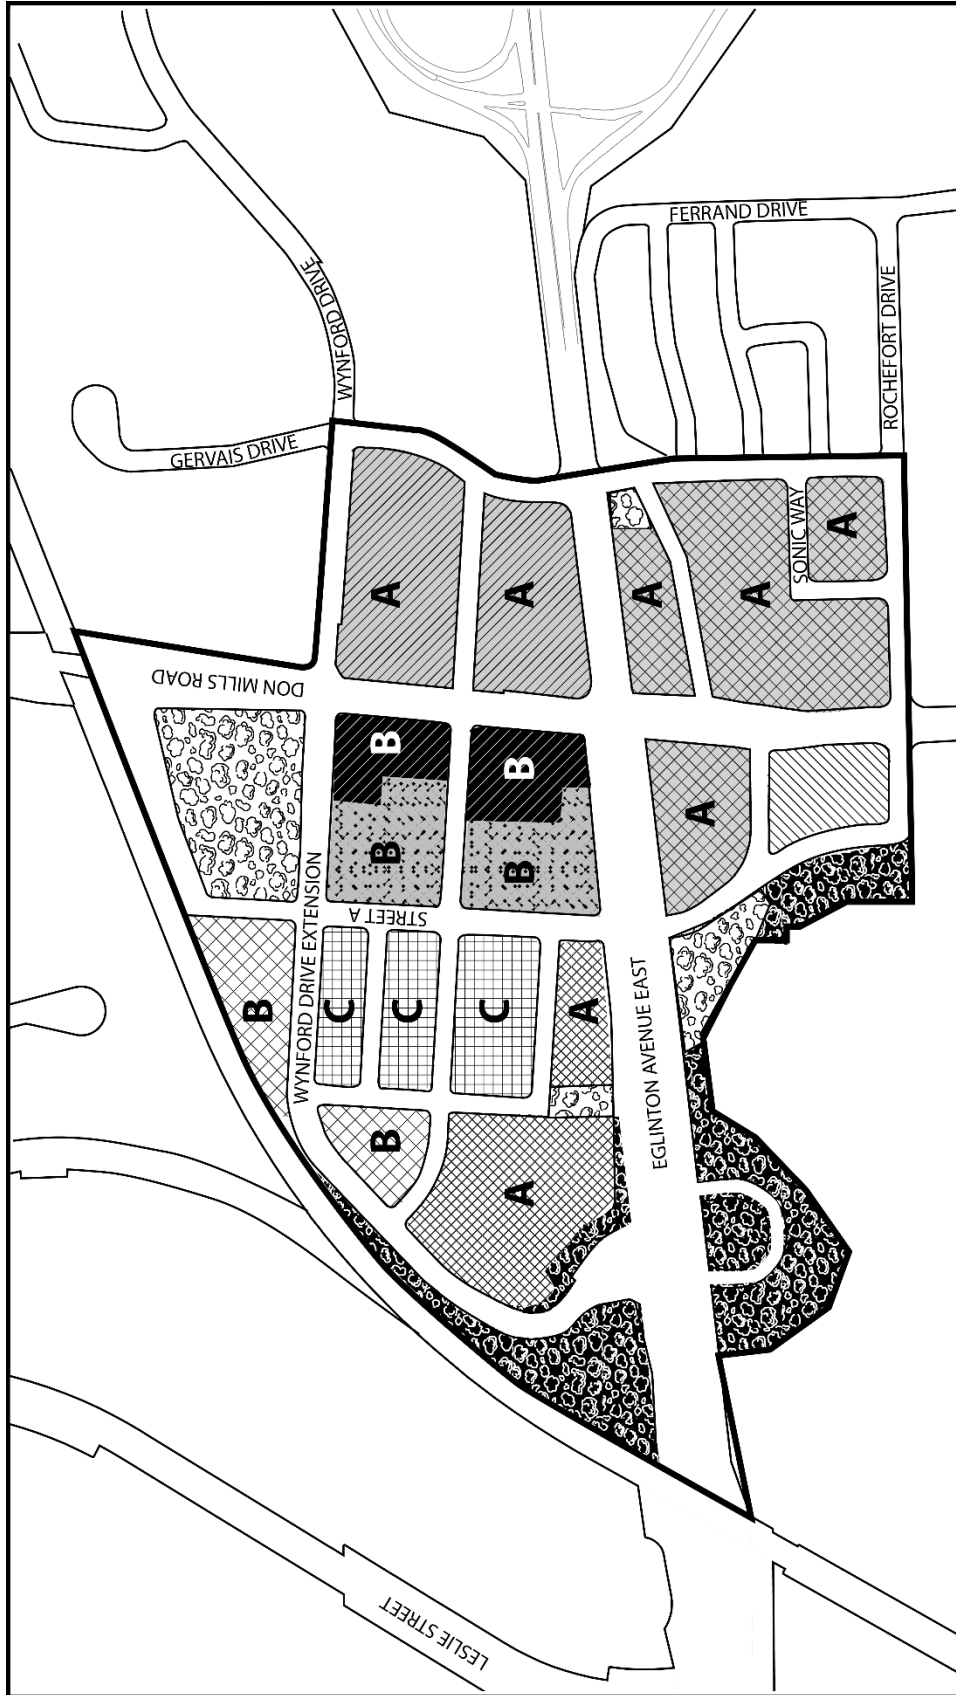 FERRAND DRIVE
ROCHEFORT DRIVE
WYNFORD DRIVE
GERVAIS DRIVE
SONIC WAY
A
A
A
A
A
DON MILLS ROAD
B
B
A
B
B
STREET A
WYNFORD DRIVE EXTENSION
B
C
C
C
A
EGLINTON AVENUE EAST
B
A
LESLIE STREET